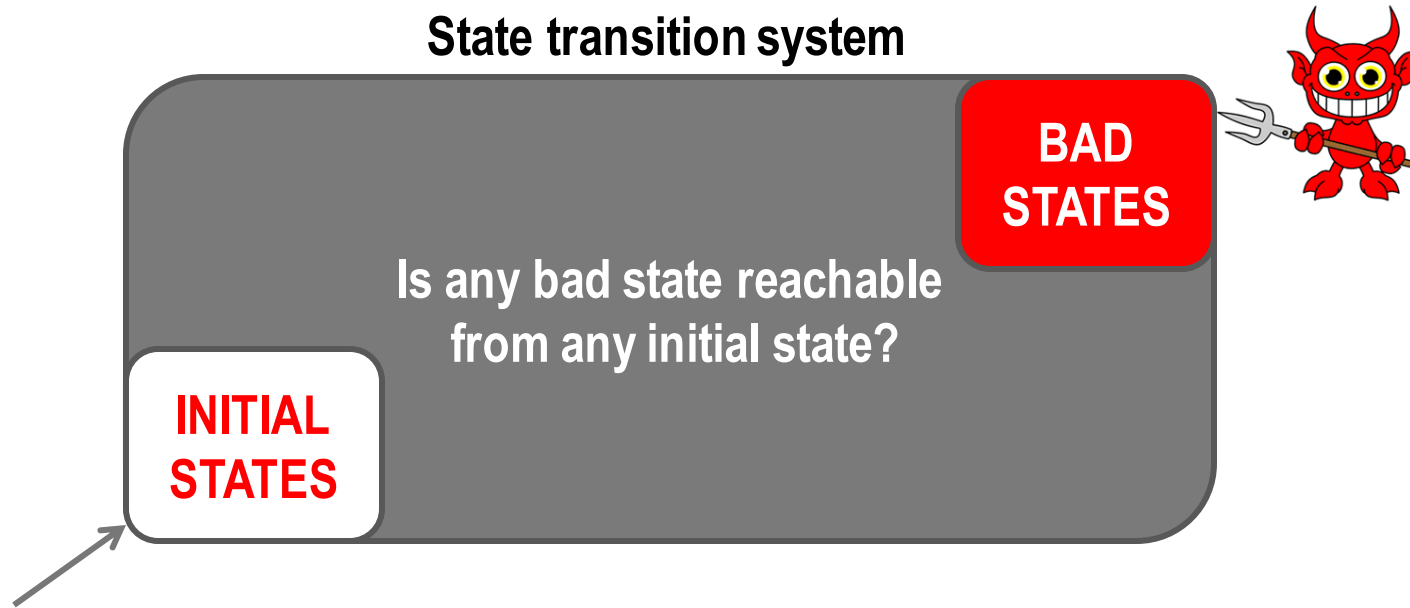 State transition system
BAD
STATES
Is any bad state reachable
from any initial state?
INITIAL
STATES